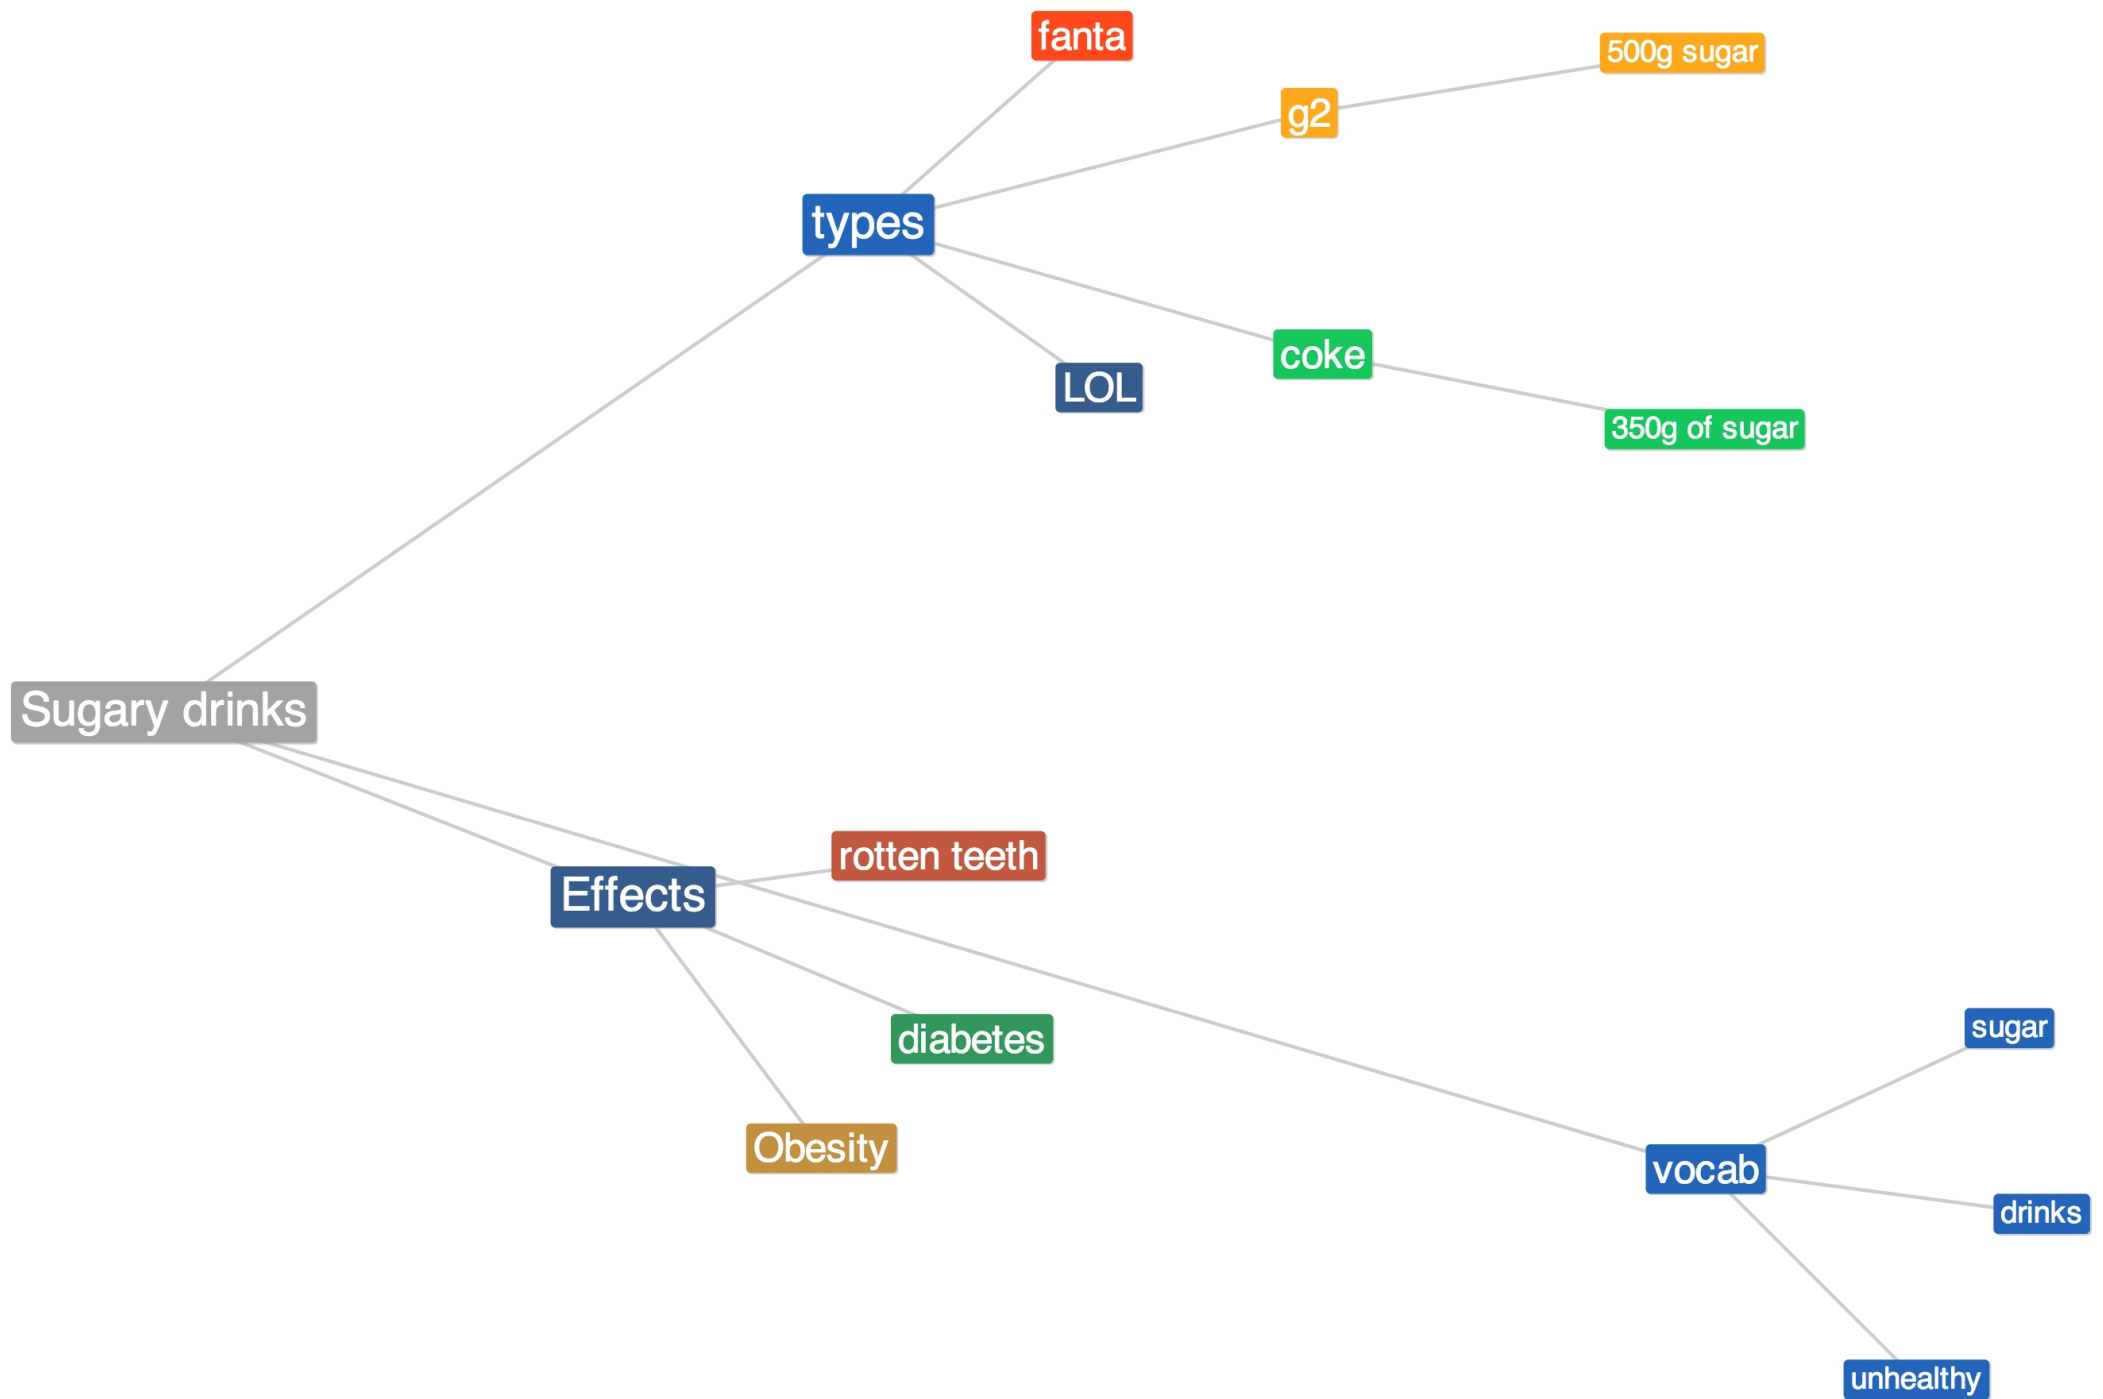 fanta
500g sugar
g2
types
coke
LOL
350g of sugar
Sugary drinks
rotten teeth
Effects
diabetes
Obesity
sugar
vocab
drinks
unhealthy